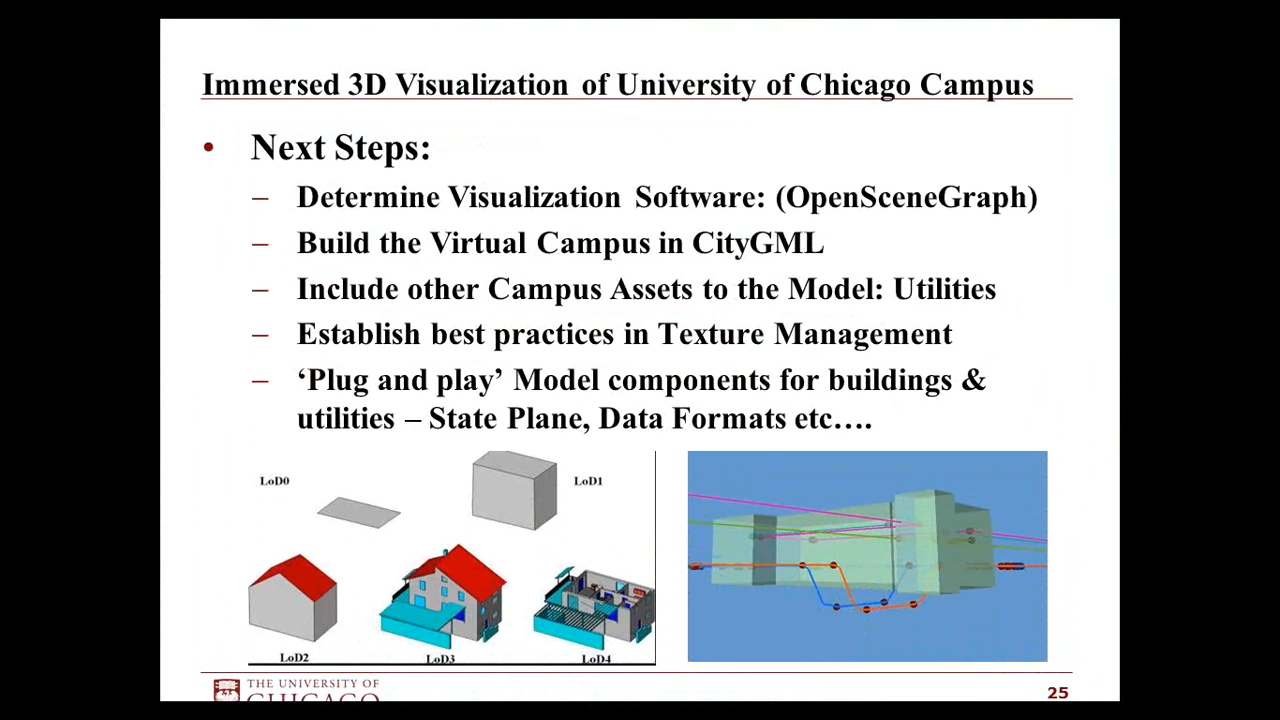 Immersed 3D Visualization of University of Chicago Campus
• Next Steps:
– Determine Visualization Software: (OpenSceneGraph)
– Build the Virtual Campus in CityGML
– Include other Campus Assets to the Model: Utilities
– Establish best practices in Texture Management
– ‘Plug and play’ Model components for buildings &
utilities – State Plane, Data Formats etc….
LoD0
LoD1
LoD2
LoD3
LoD4
THE UNIVERSITY OF
CHICAGO
25